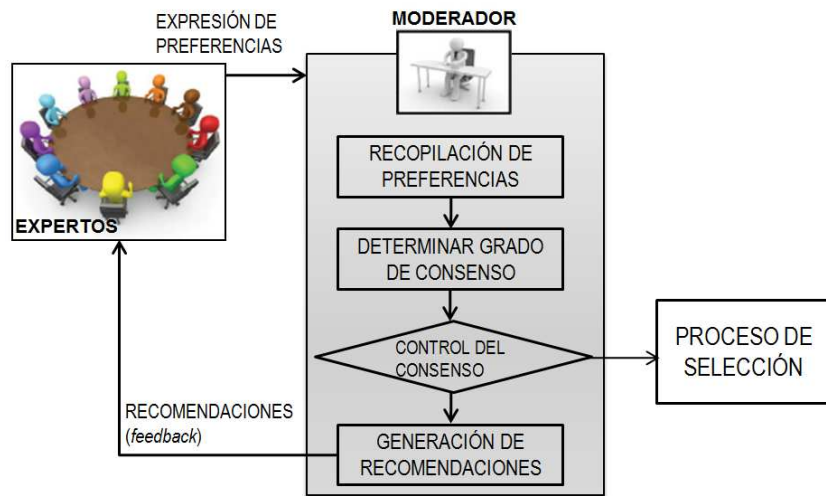 EXPRESIÓN DE
PREFERENCIAS
MODERADOR
EXPERTOS
RECOPILACIÓN DE
PREFERENCIAS
DETERMINAR GRADO
DE CONSENSO
CONTROL DEL
CONSENSO
PROCESO DE
SELECCIÓN
RECOMENDACIONES
(feedback)
GENERACIÓN DE
RECOMENDACIONES